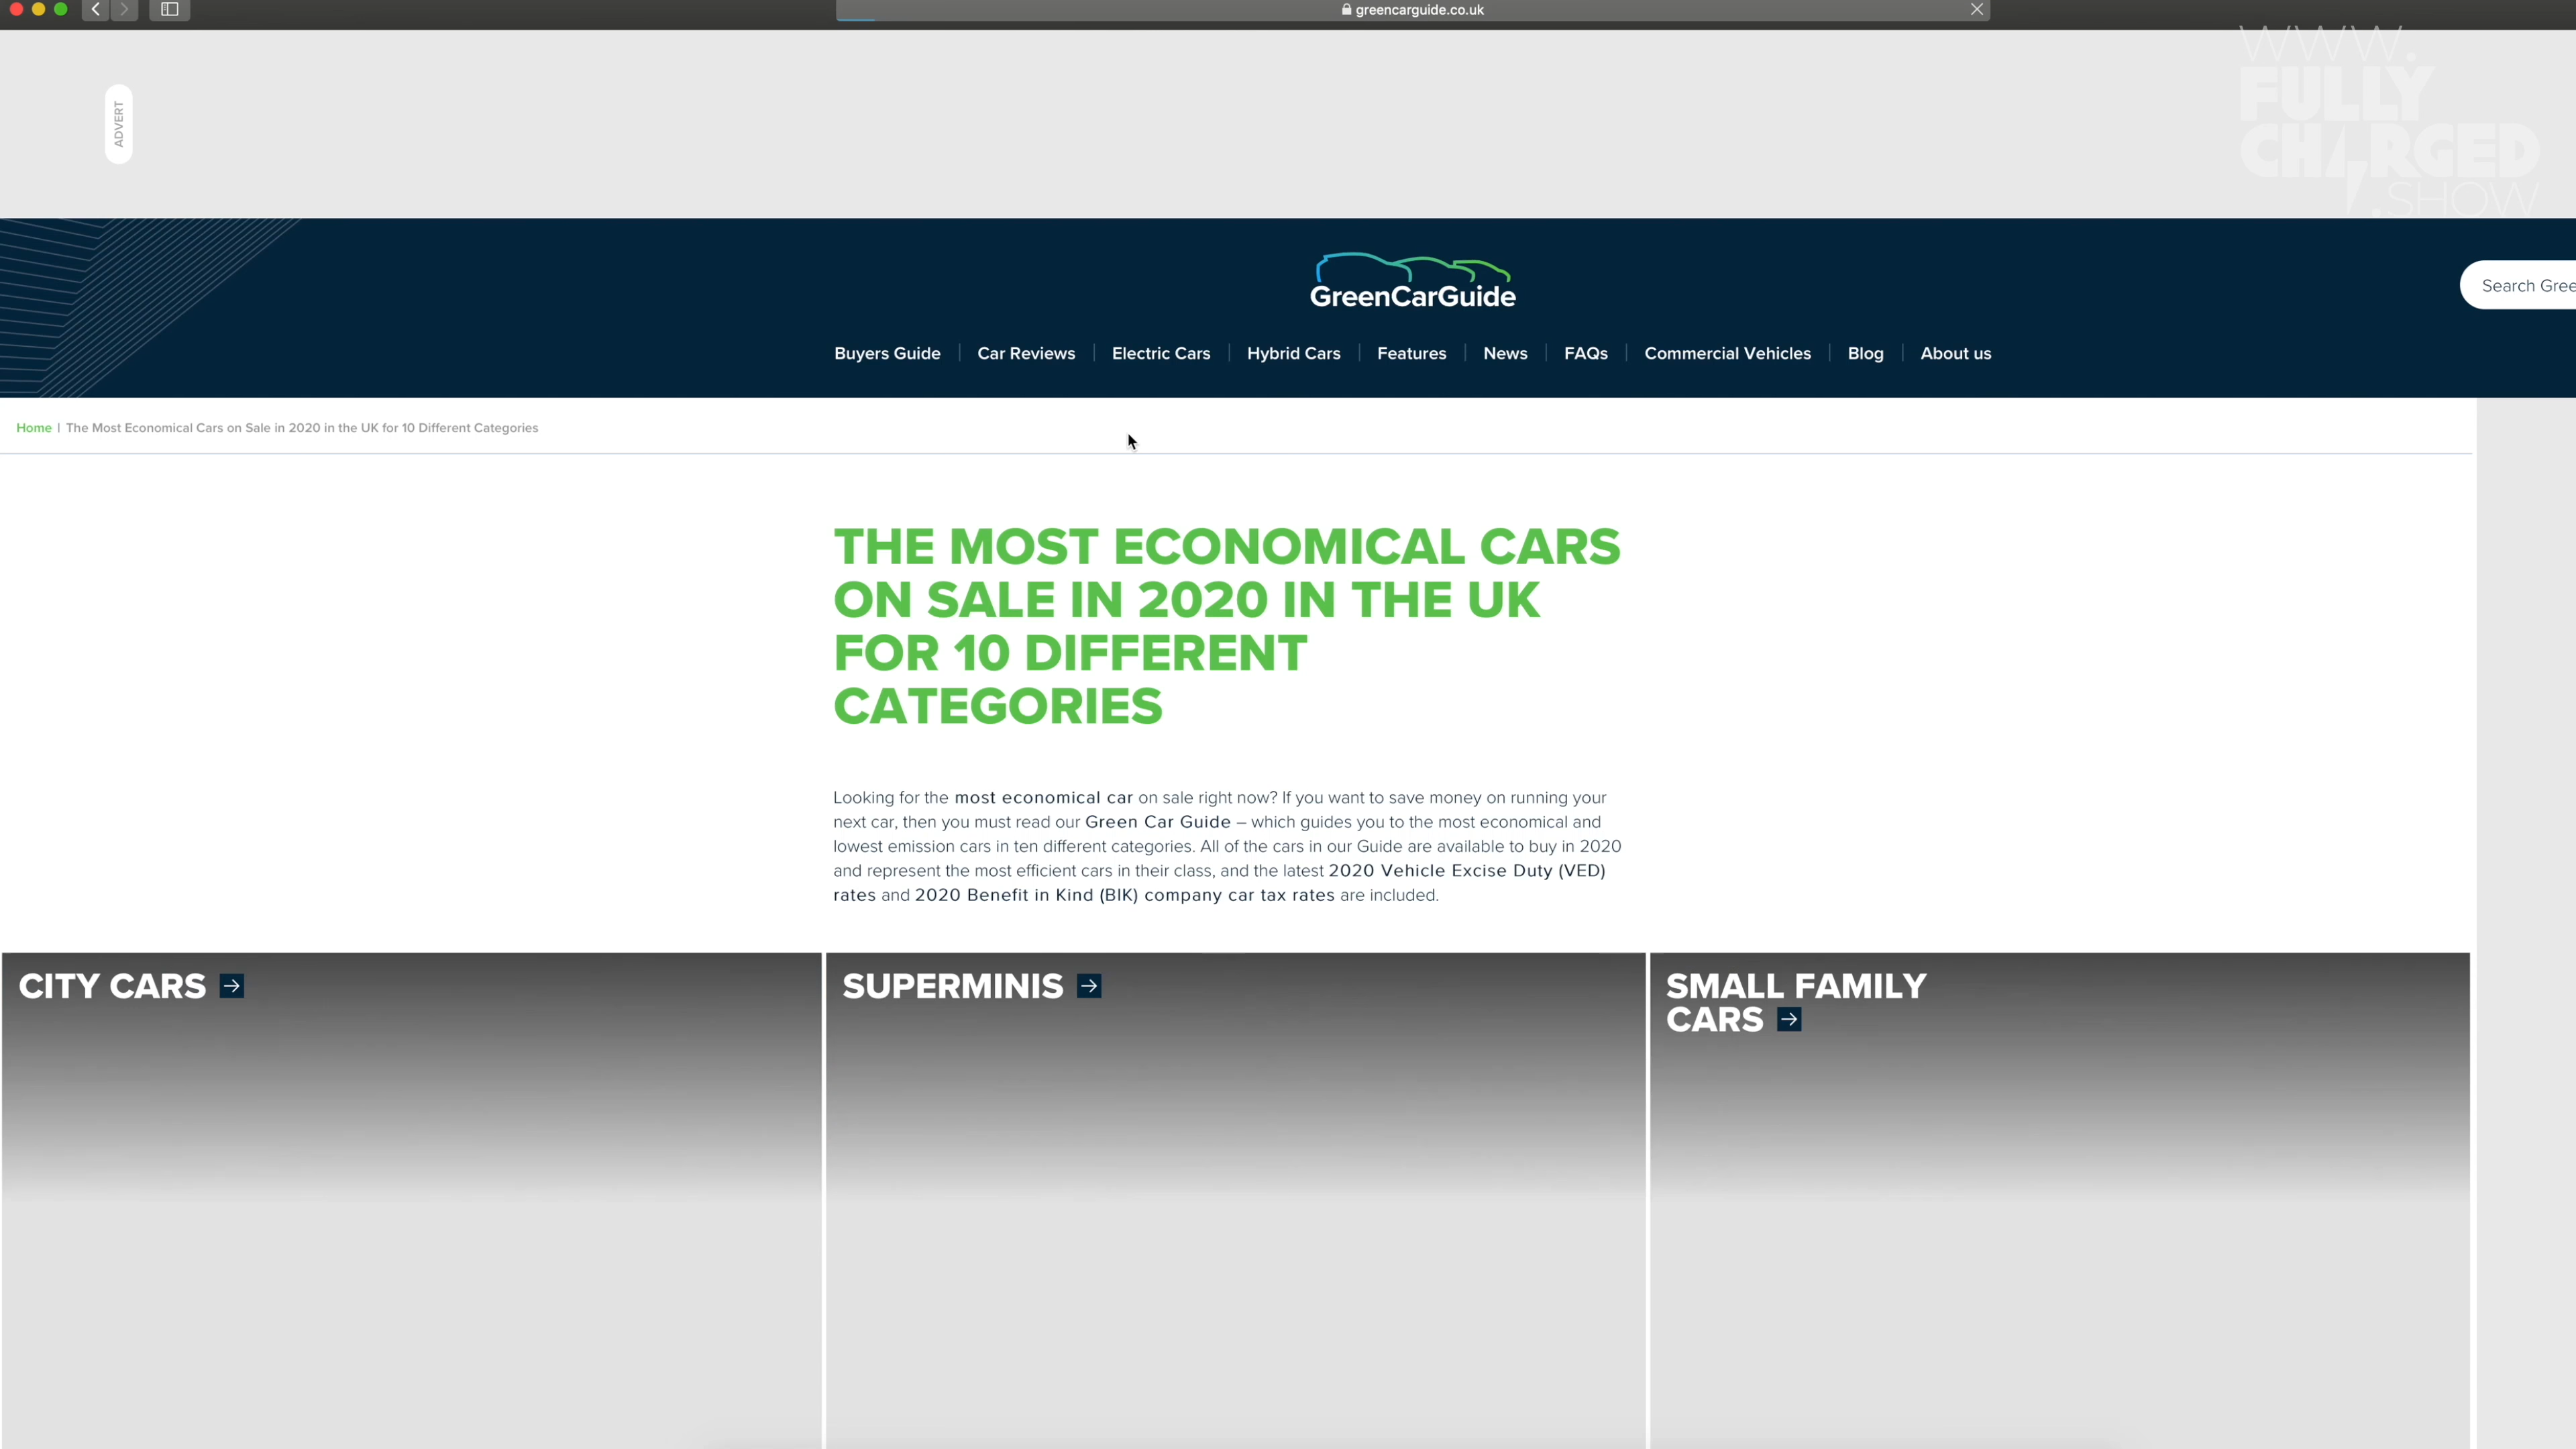 greencarguide.co.uk
WWW.
FULLY
CHARGED
.SHOW
ADVERT
GreenCarGuide
Search Gree
Buyers Guide
Car Reviews
Electric Cars
Hybrid Cars
Features
News
FAQs
Commercial Vehicles
Blog
About us
Home | The Most Economical Cars on Sale in 2020 in the UK for 10 Different Categories
THE MOST ECONOMICAL CARS
ON SALE IN 2020 IN THE UK
FOR 10 DIFFERENT
CATEGORIES
Looking for the most economical car on sale right now? If you want to save money on running your
next car, then you must read our Green Car Guide – which guides you to the most economical and
lowest emission cars in ten different categories. All of the cars in our Guide are available to buy in 2020
and represent the most efficient cars in their class, and the latest 2020 Vehicle Excise Duty (VED)
rates and 2020 Benefit in Kind (BIK) company car tax rates are included.
CITY CARS
SUPERMINIS
SMALL FAMILY
CARS